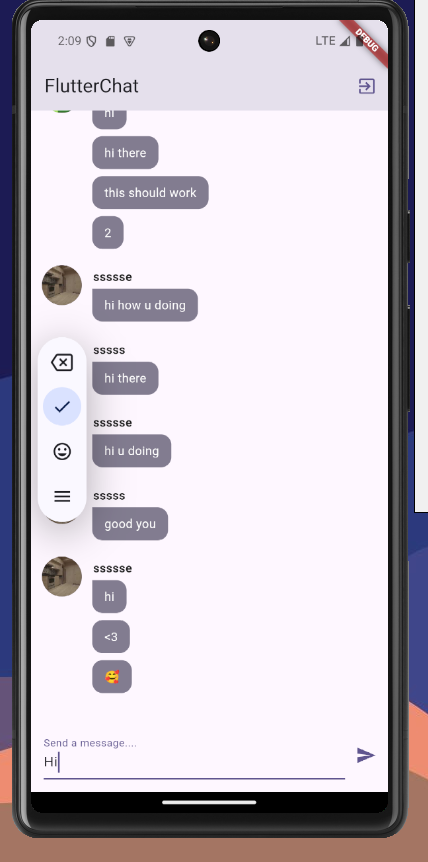 2:09
LTE
DEBUG
FlutterChat
hi
hi there
this should work
2
ssssse
hi how u doing
sssss
hi there
ssssse
hi u doing
sssss
good you
ssssse
hi
<3
🥰
Send a message....
Hi